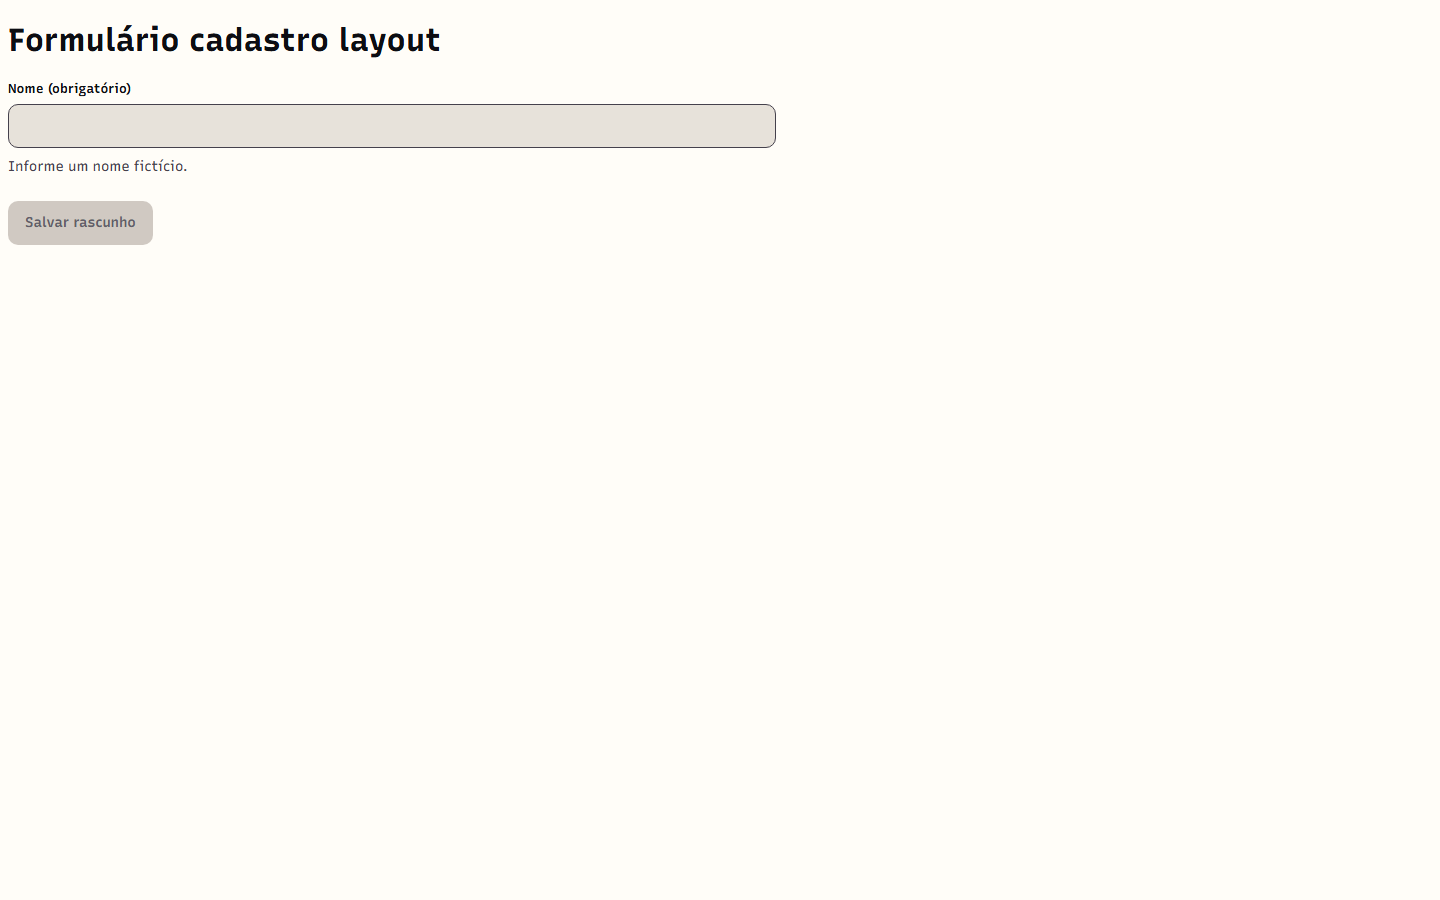 Formulário cadastro layout
Nome (obrigatório)
Informe um nome fictício.
Salvar rascunho